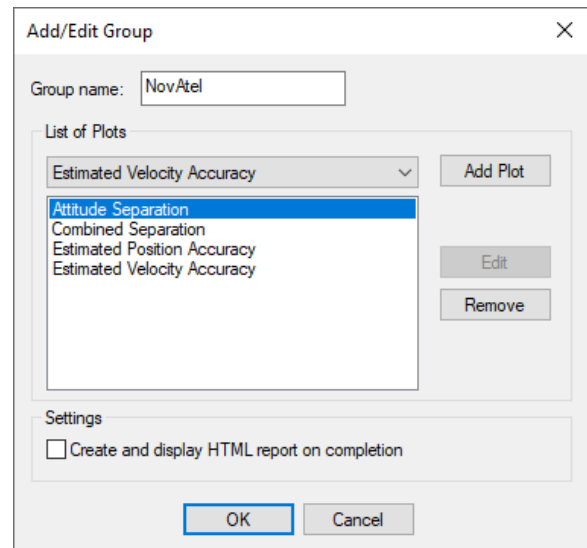 Add/Edit Group
Group name: NovAtel
List of Plots
Estimated Velocity Accuracy
Add Plot
Attitude Separation
Combined Separation
Estimated Position Accuracy
Estimated Velocity Accuracy
Edit
Remove
Settings
Create and display HTML report on completion
OK Cancel